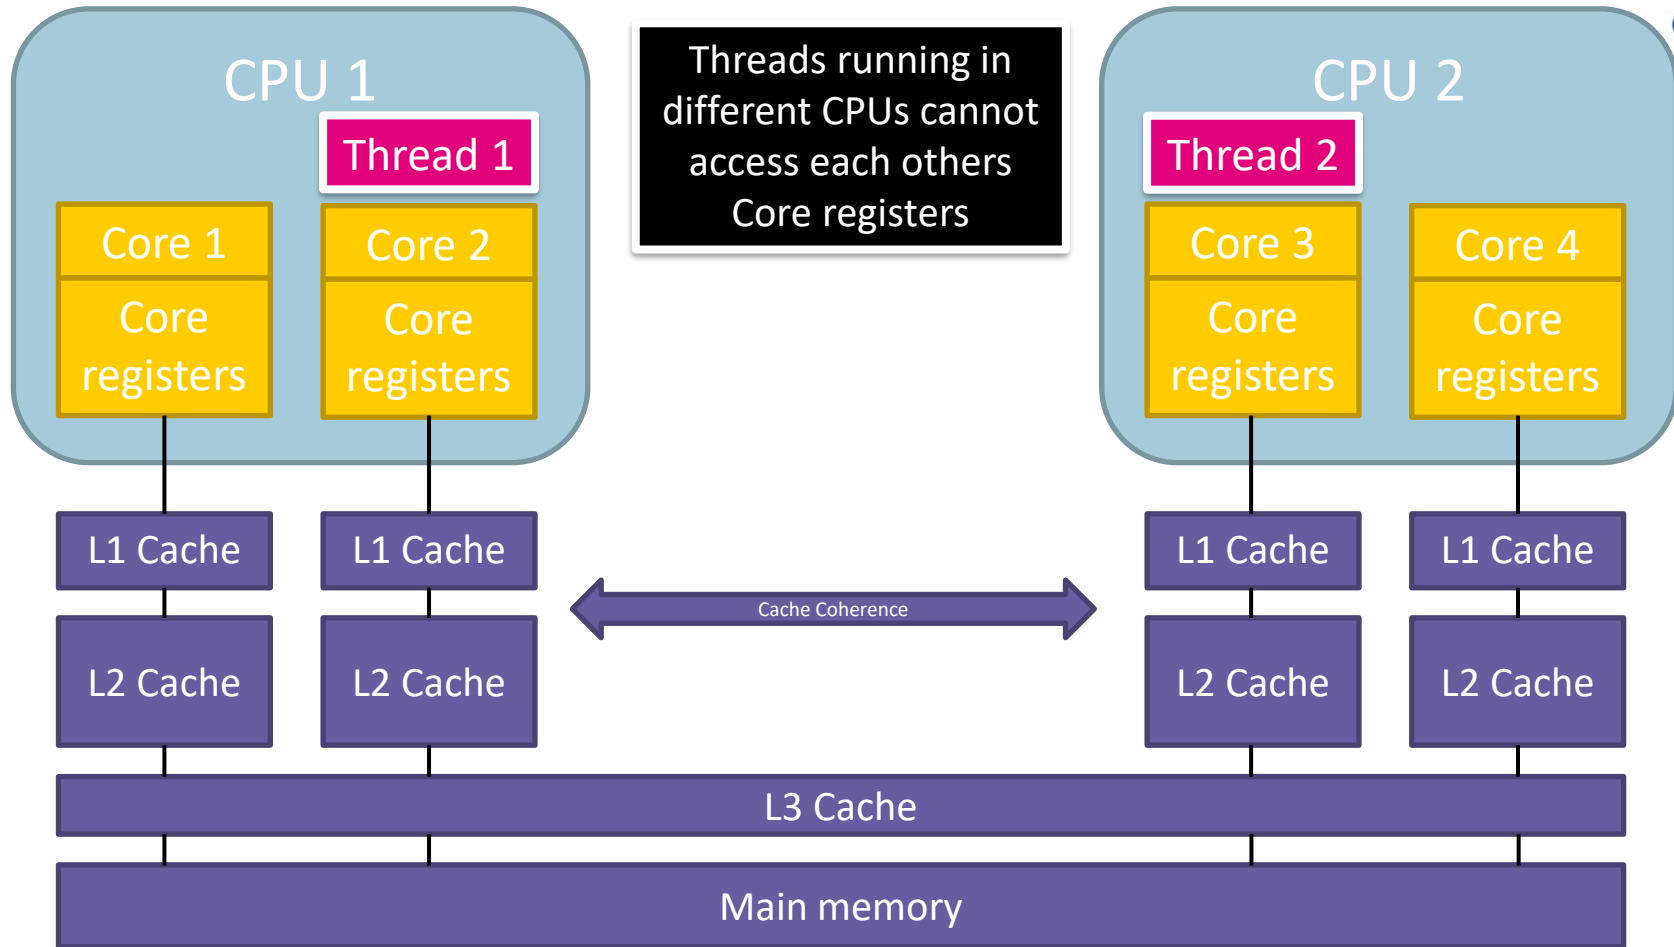 CPU 1
Threads running in
different CPUs cannot
access each others
Core registers
CPU 2
Thread 1
Thread 2
Core 1
Core 2
Core 3
Core 4
Core
registers
Core
registers
Core
registers
Core
registers
L1 Cache
L1 Cache
L1 Cache
L1 Cache
Cache Coherence
L2 Cache
L2 Cache
L2 Cache
L2 Cache
L3 Cache
Main memory